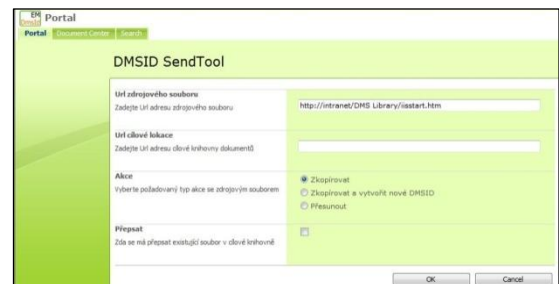 EM
DmsId
Portal
Portal Document Center Search
DMSID SendTool
Url zdrojového souboru
Zadejte Url adresu zdrojového souboru
http://intranet/DMS Library/iisstart.htm
Url cílové lokace
Zadejte Url adresu cílové knihovny dokumentů
Akce
Vyberte požadovaný typ akce se zdrojovým souborem
Zkopírovat
Zkopírovat a vytvořit nové DMSID
Přesunout
Přepsat
Zda se má přepsat existující soubor v cílové knihovně
OK Cancel